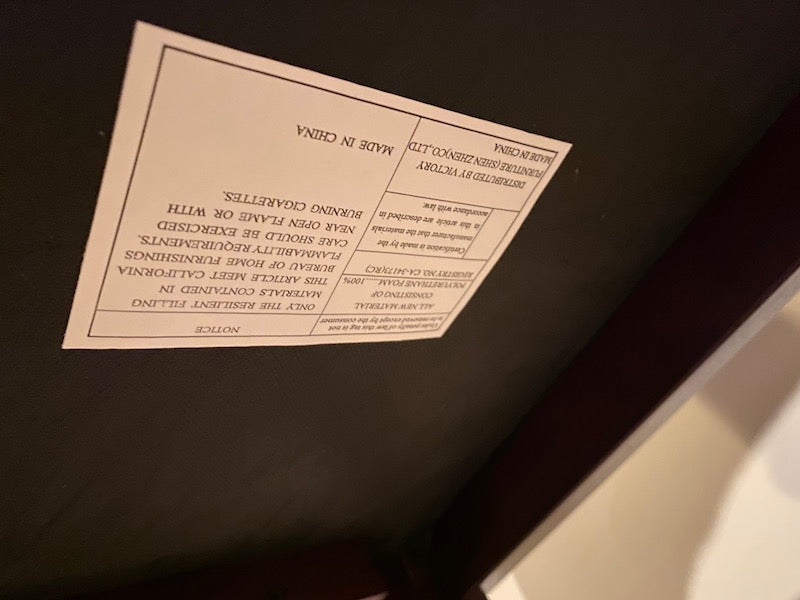 Under penalty of law this tag is not
to be removed except by the consumer
ALL NEW MATERIAL
CONSISTING OF
POLYURETHANE FOAM..........100%
REGISTRY NO. CA-34173(RC)
Certification is made by the
manufacturer that the materials
in this article are described in
accordance with law.
DISTRIBUTED BY VICTORY
FURNITURE (SHEN ZHEN)CO.,LTD
MADE IN CHINA
NOTICE
ONLY THE RESILIENT FILLING
MATERIALS CONTAINED IN
THIS ARTICLE MEET CALIFORNIA
BUREAU OF HOME FURNISHINGS
FLAMMABILITY REQUIREMENTS.
CARE SHOULD BE EXERCISED
NEAR OPEN FLAME OR WITH
BURNING CIGARETTES.
MADE IN CHINA